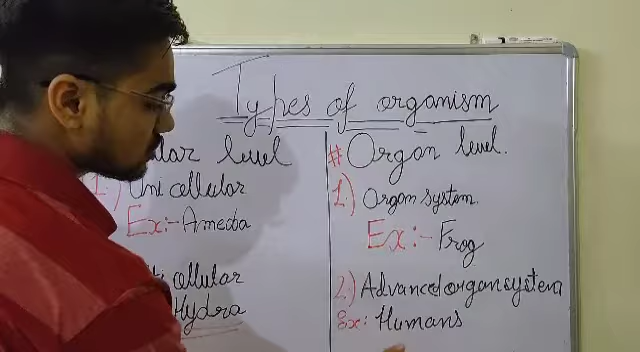 Types of organism
lar level
1.) Unicellular
Ex:- Ameoba
cellular
Hydra
# Organ level.
1.) Organ system.
Ex:- Frog
2.) Advanced organ system
Ex: Humans